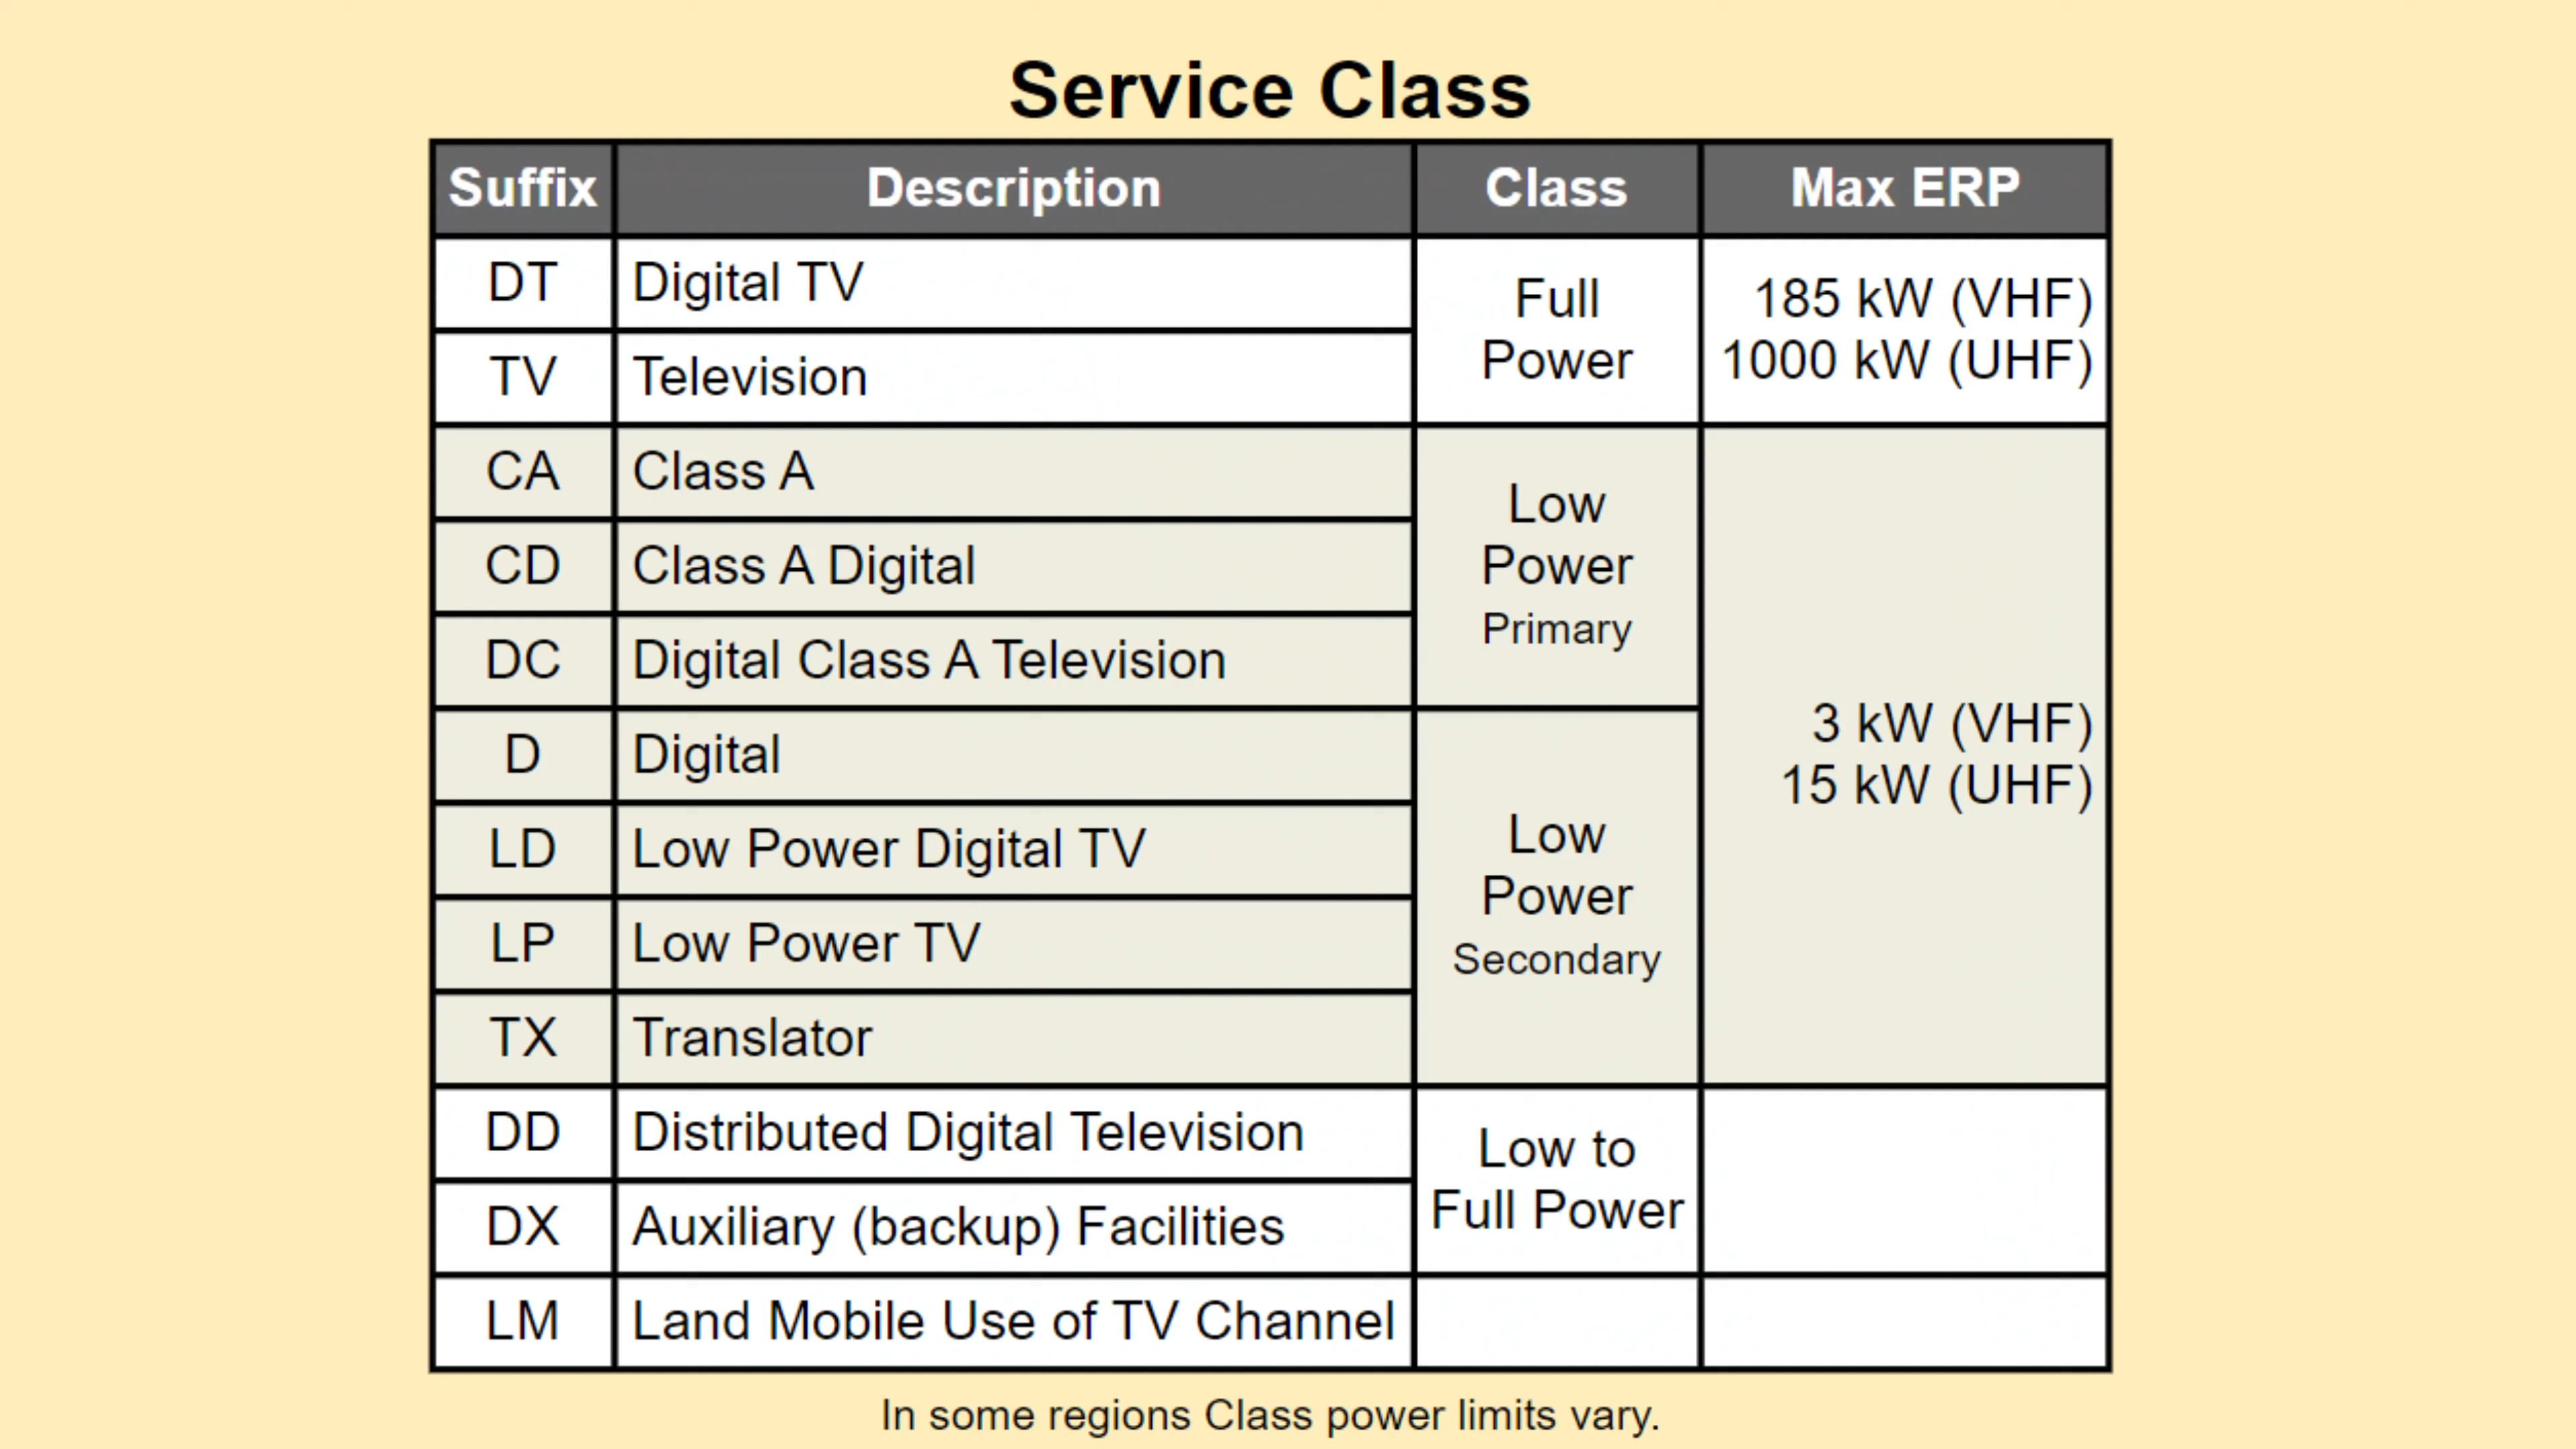 Service Class
Suffix Description Class Max ERP
DT Digital TV
Full Power
185 kW (VHF)
1000 kW (UHF)
TV Television
CA Class A
Low Power Primary
3 kW (VHF)
15 kW (UHF)
CD Class A Digital
DC Digital Class A Television
D Digital
Low Power Secondary
LD Low Power Digital TV
LP Low Power TV
TX Translator
DD Distributed Digital Television
Low to Full Power
DX Auxiliary (backup) Facilities
LM Land Mobile Use of TV Channel
In some regions Class power limits vary.